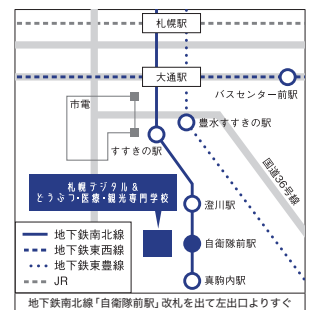 札幌駅
大通駅
バスセンター前駅
市電
豊水すすきの駅
すすきの駅
国道36号線
札幌デジタル&
どうぶつ・医療・観光専門学校
澄川駅
地下鉄南北線
地下鉄東西線
地下鉄東豊線
JR
自衛隊前駅
真駒内駅
地下鉄南北線「自衛隊前駅」改札を出て左出口よりすぐ